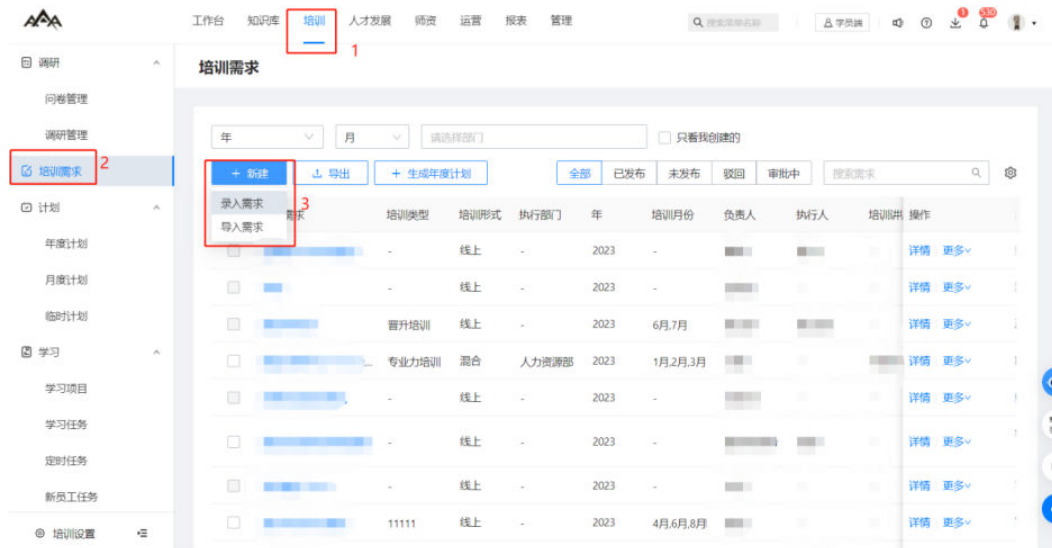 工作台 知识库 培训 人才发展 师资 运营 报表 管理 搜索菜单名称 学员端 1 530
1
调研
培训需求
问卷管理
调研管理
年 月 请选择部门 只看我创建的
培训需求 2
+ 新建 导出 + 生成年度计划 全部 已发布 未发布 驳回 审批中 搜索需求
录入需求 3
导入需求
计划
需求 培训类型 培训形式 执行部门 年 培训月份 负责人 执行人 培训讲 操作
年度计划
- 线上 - 2023 - 详情 更多
月度计划
- 线上 - 2023 - 详情 更多
临时计划
晋升培训 线上 - 2023 6月,7月 详情 更多
学习
... 专业力培训 混合 人力资源部 2023 1月,2月,3月 详情 更多
学习项目
- 线上 - 2023 - 详情 更多
学习任务
- 线上 - 2023 - 详情 更多
定时任务
- 线上 - 2023 - 详情 更多
新员工任务
11111 线上 - 2023 4月,6月,8月 详情 更多
培训设置